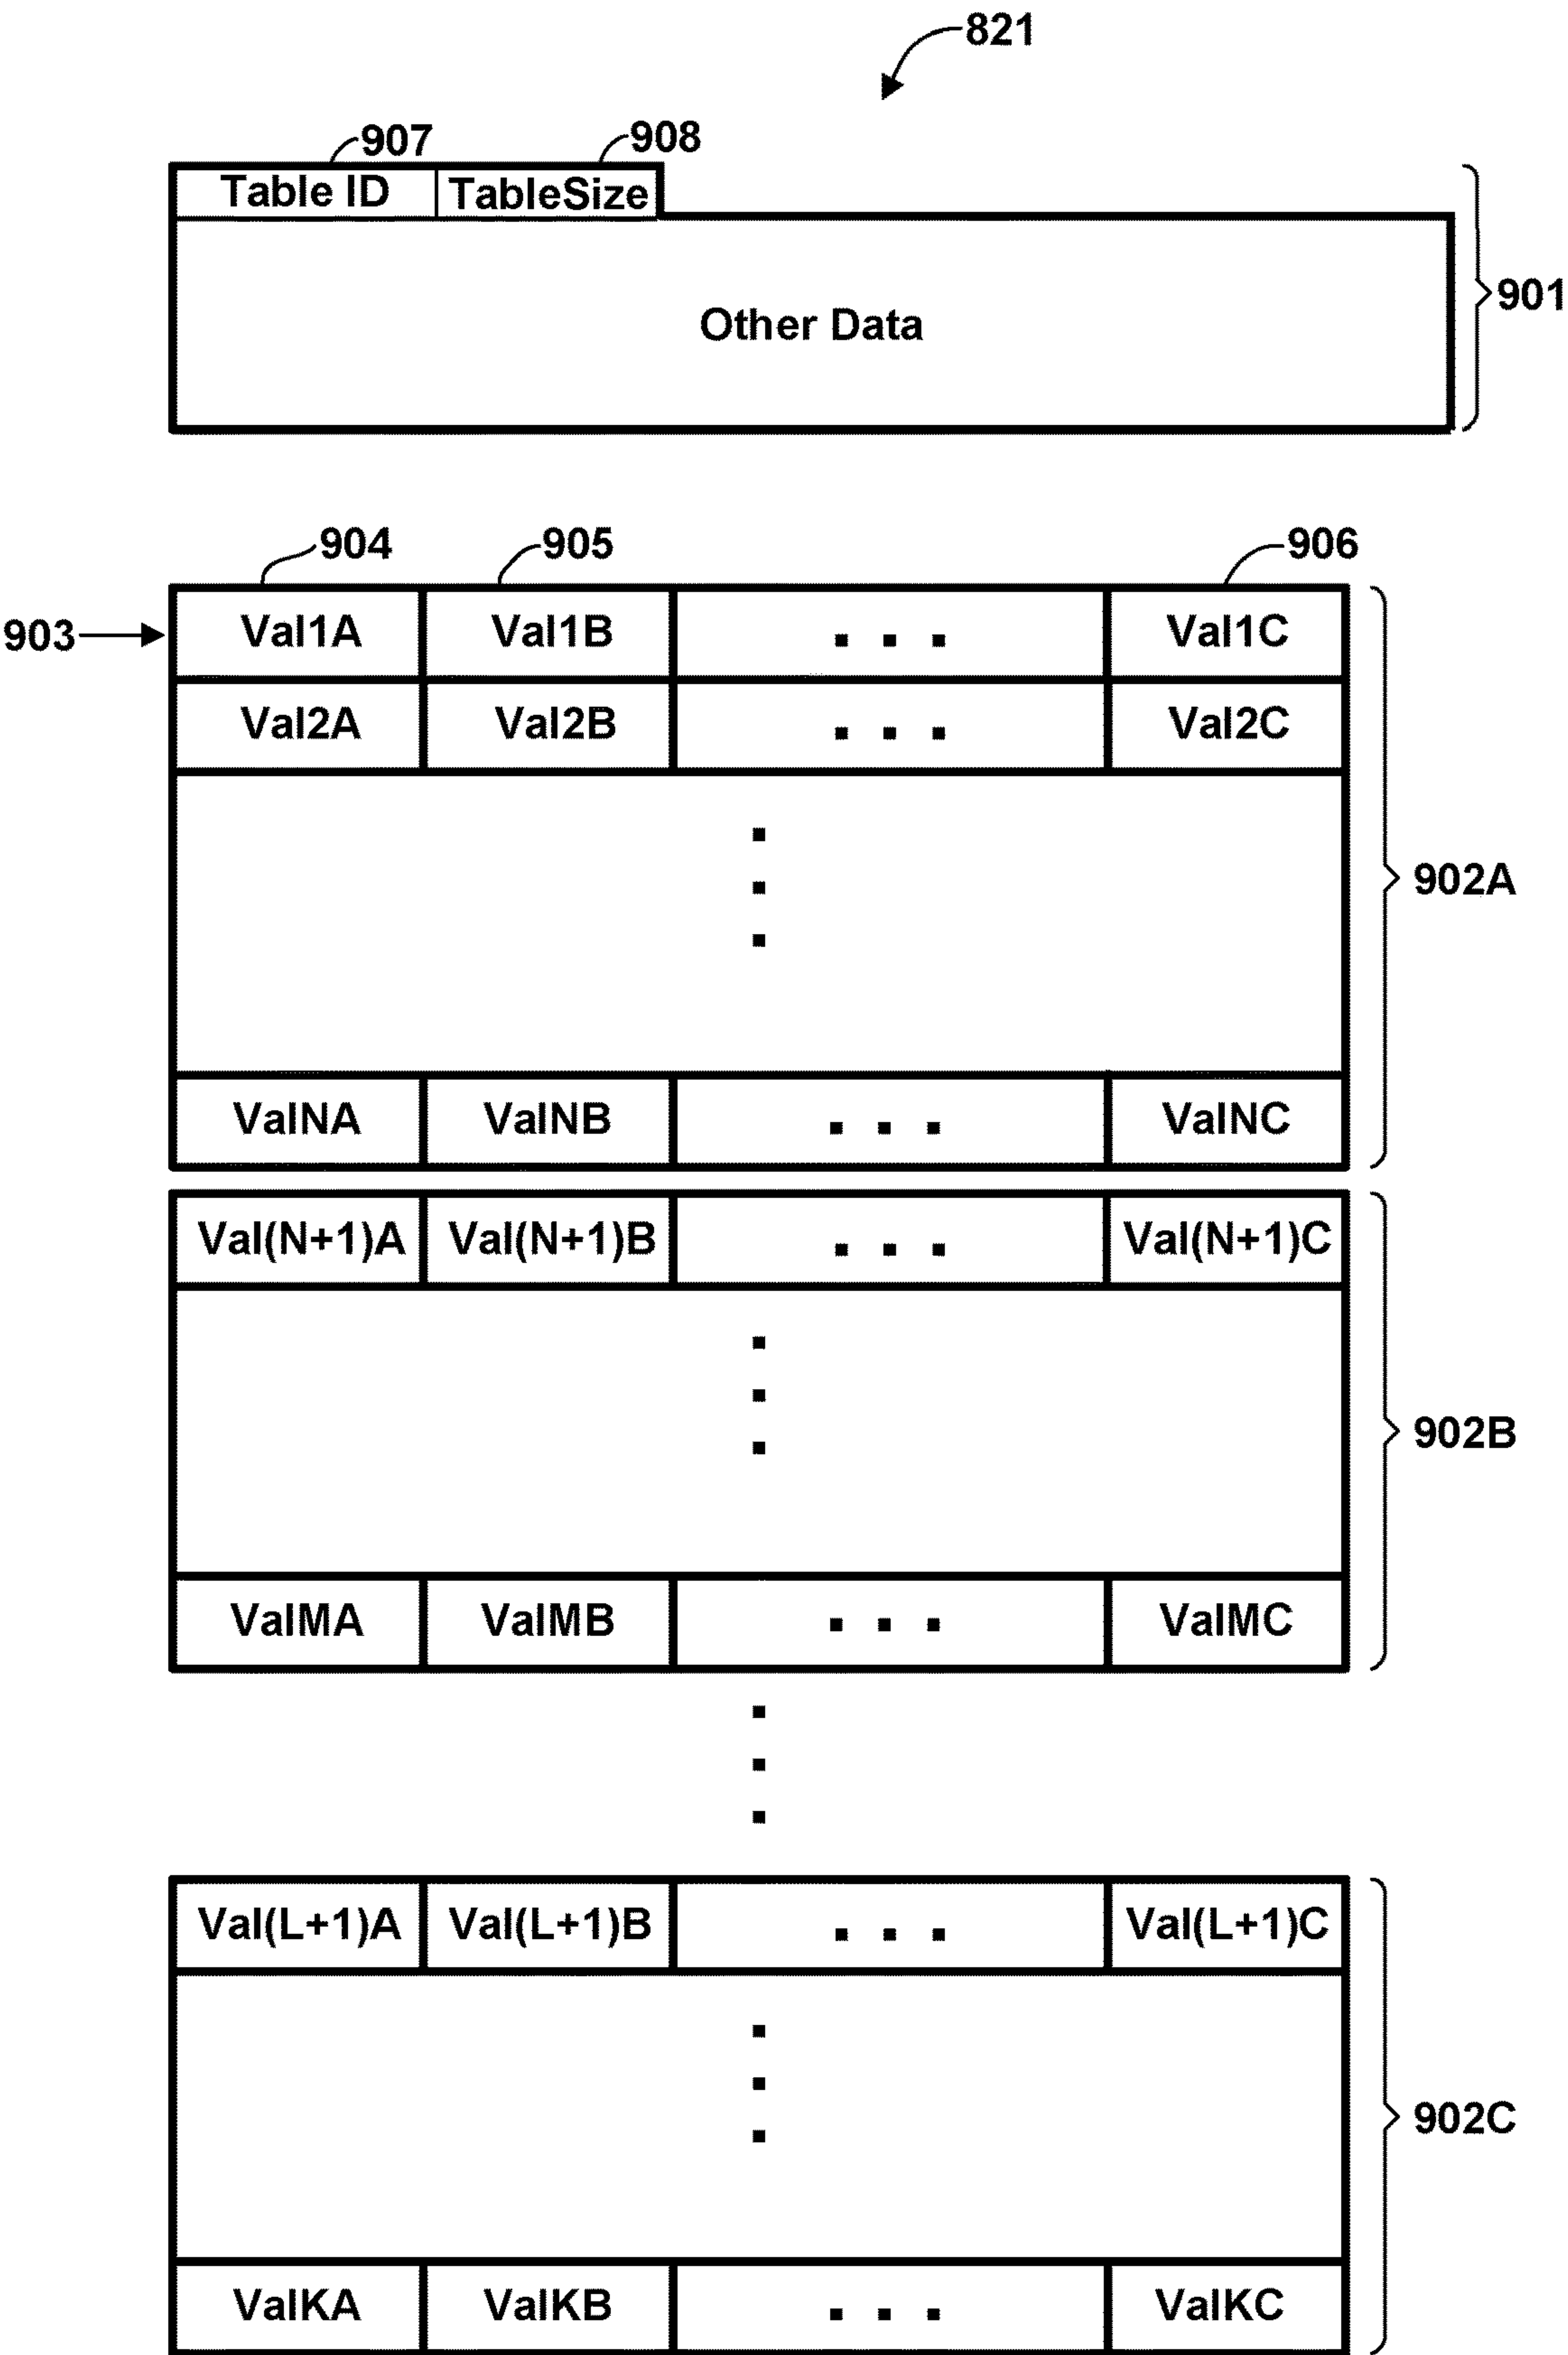 821
907 908
Table ID TableSize
Other Data
901
904 905 906
903 Val1A Val1B . . . Val1C
Val2A Val2B . . . Val2C
.
.
902A
.
ValNA ValNB . . . ValNC
Val(N+1)A Val(N+1)B . . . Val(N+1)C
.
.
902B
.
ValMA ValMB . . . ValMC
.
.
.
Val(L+1)A Val(L+1)B . . . Val(L+1)C
.
.
902C
.
ValKA ValKB . . . ValKC